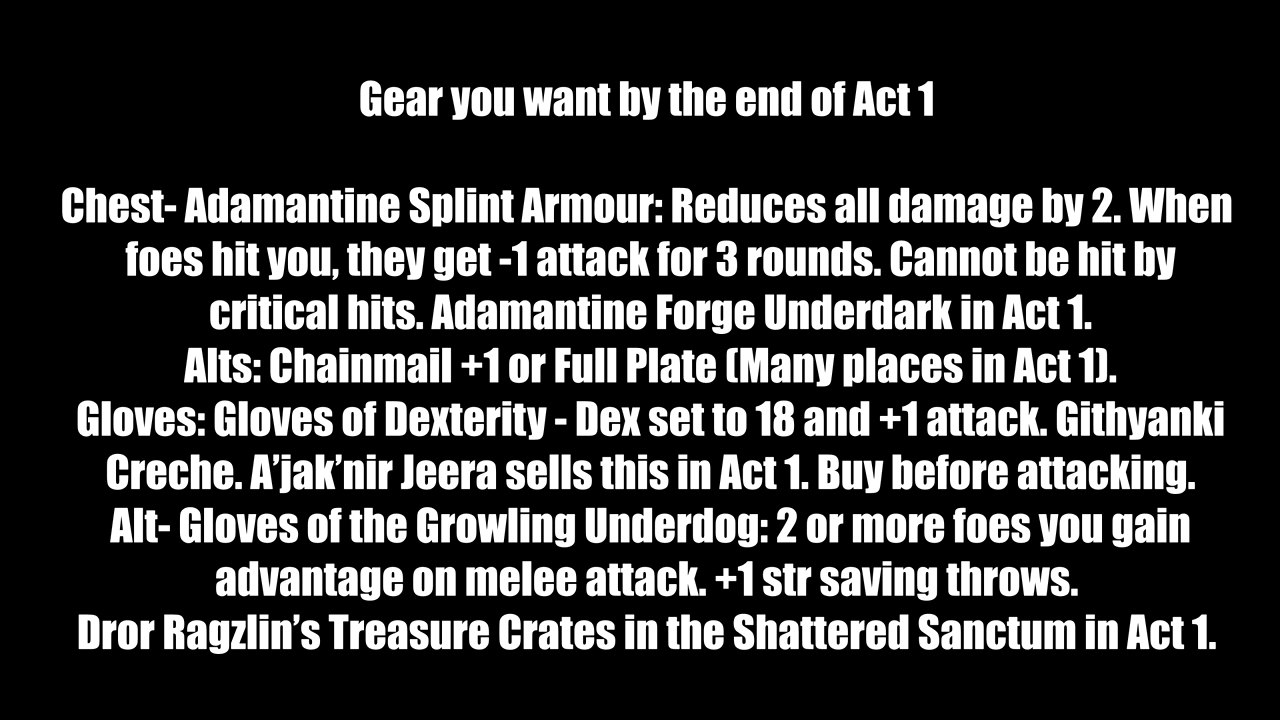 Gear you want by the end of Act 1
Chest- Adamantine Splint Armour: Reduces all damage by 2. When
foes hit you, they get -1 attack for 3 rounds. Cannot be hit by
critical hits. Adamantine Forge Underdark in Act 1.
Alts: Chainmail +1 or Full Plate (Many places in Act 1).
Gloves: Gloves of Dexterity - Dex set to 18 and +1 attack. Githyanki
Creche. A’jak’nir Jeera sells this in Act 1. Buy before attacking.
Alt- Gloves of the Growling Underdog: 2 or more foes you gain
advantage on melee attack. +1 str saving throws.
Dror Ragzlin’s Treasure Crates in the Shattered Sanctum in Act 1.